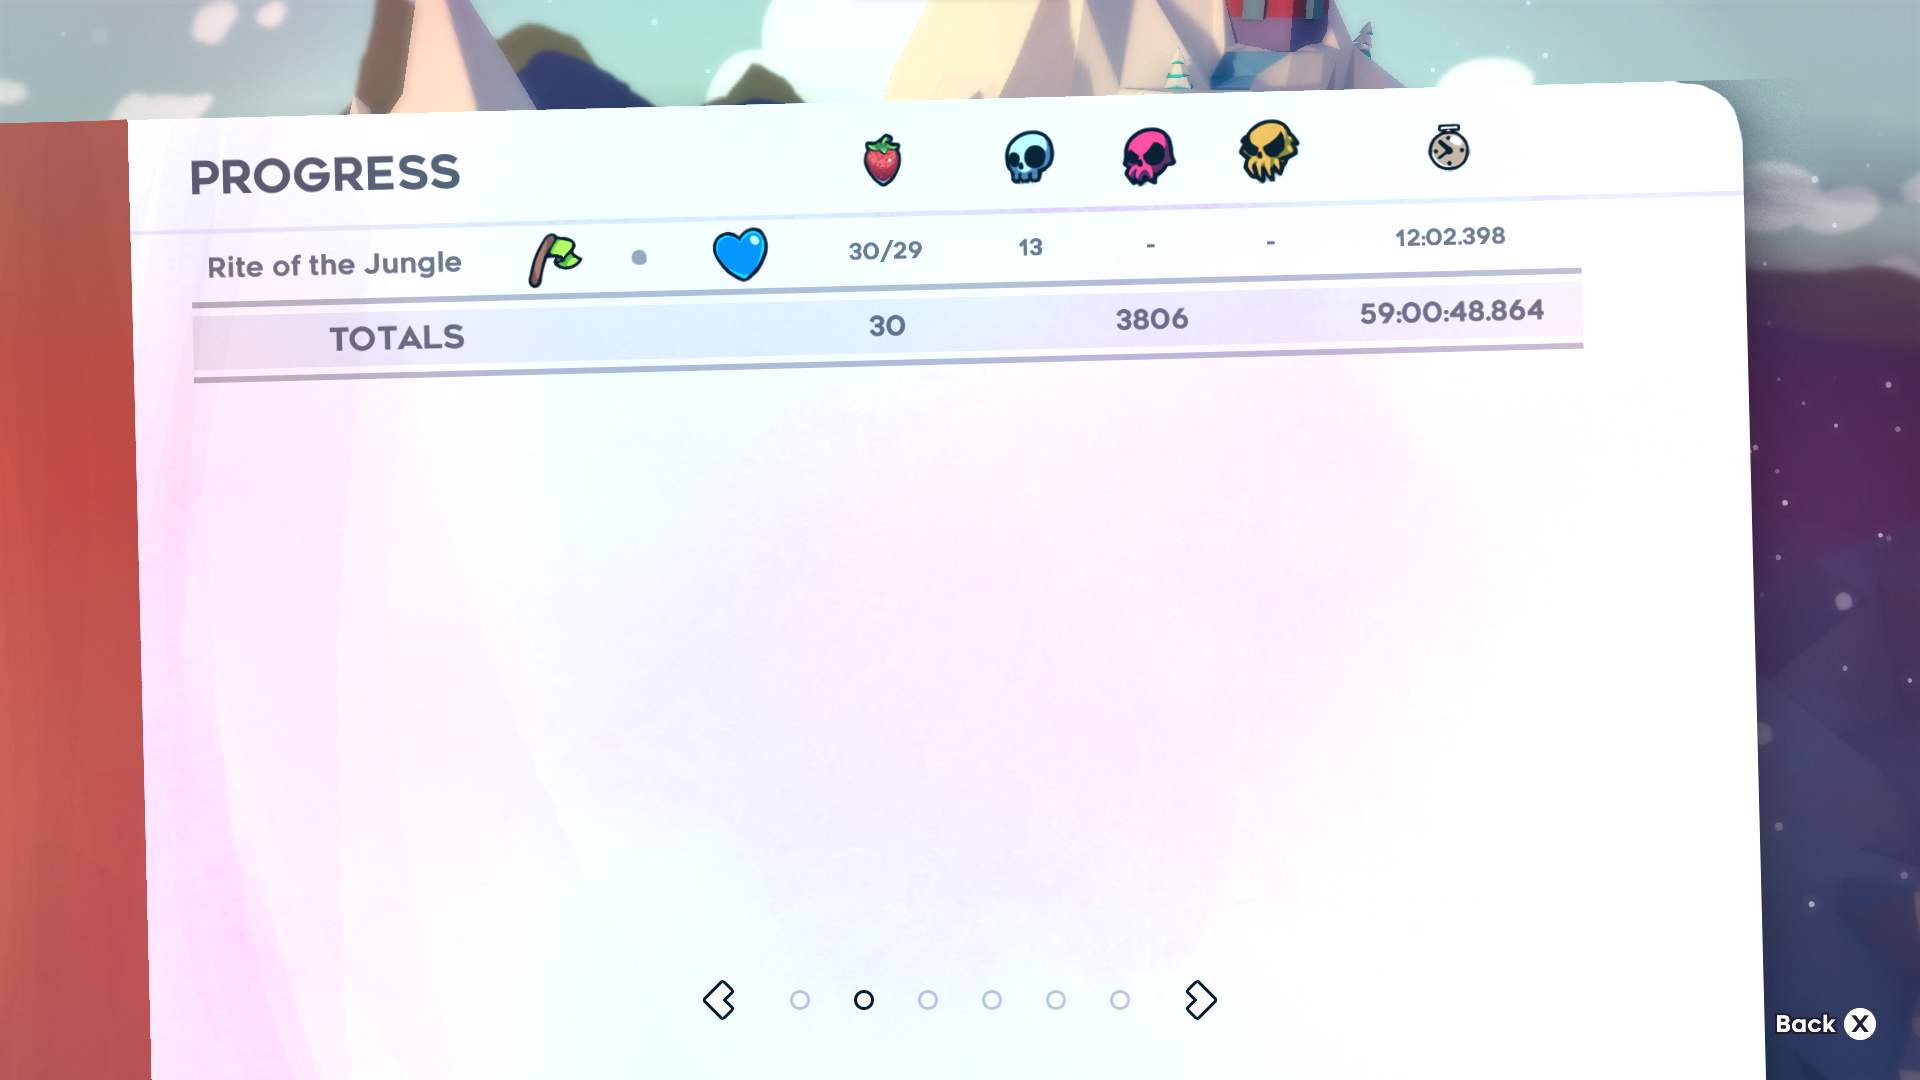 PROGRESS
Rite of the Jungle 30/29 13 - - 12:02.398
TOTALS 30 3806 59:00:48.864
Back X